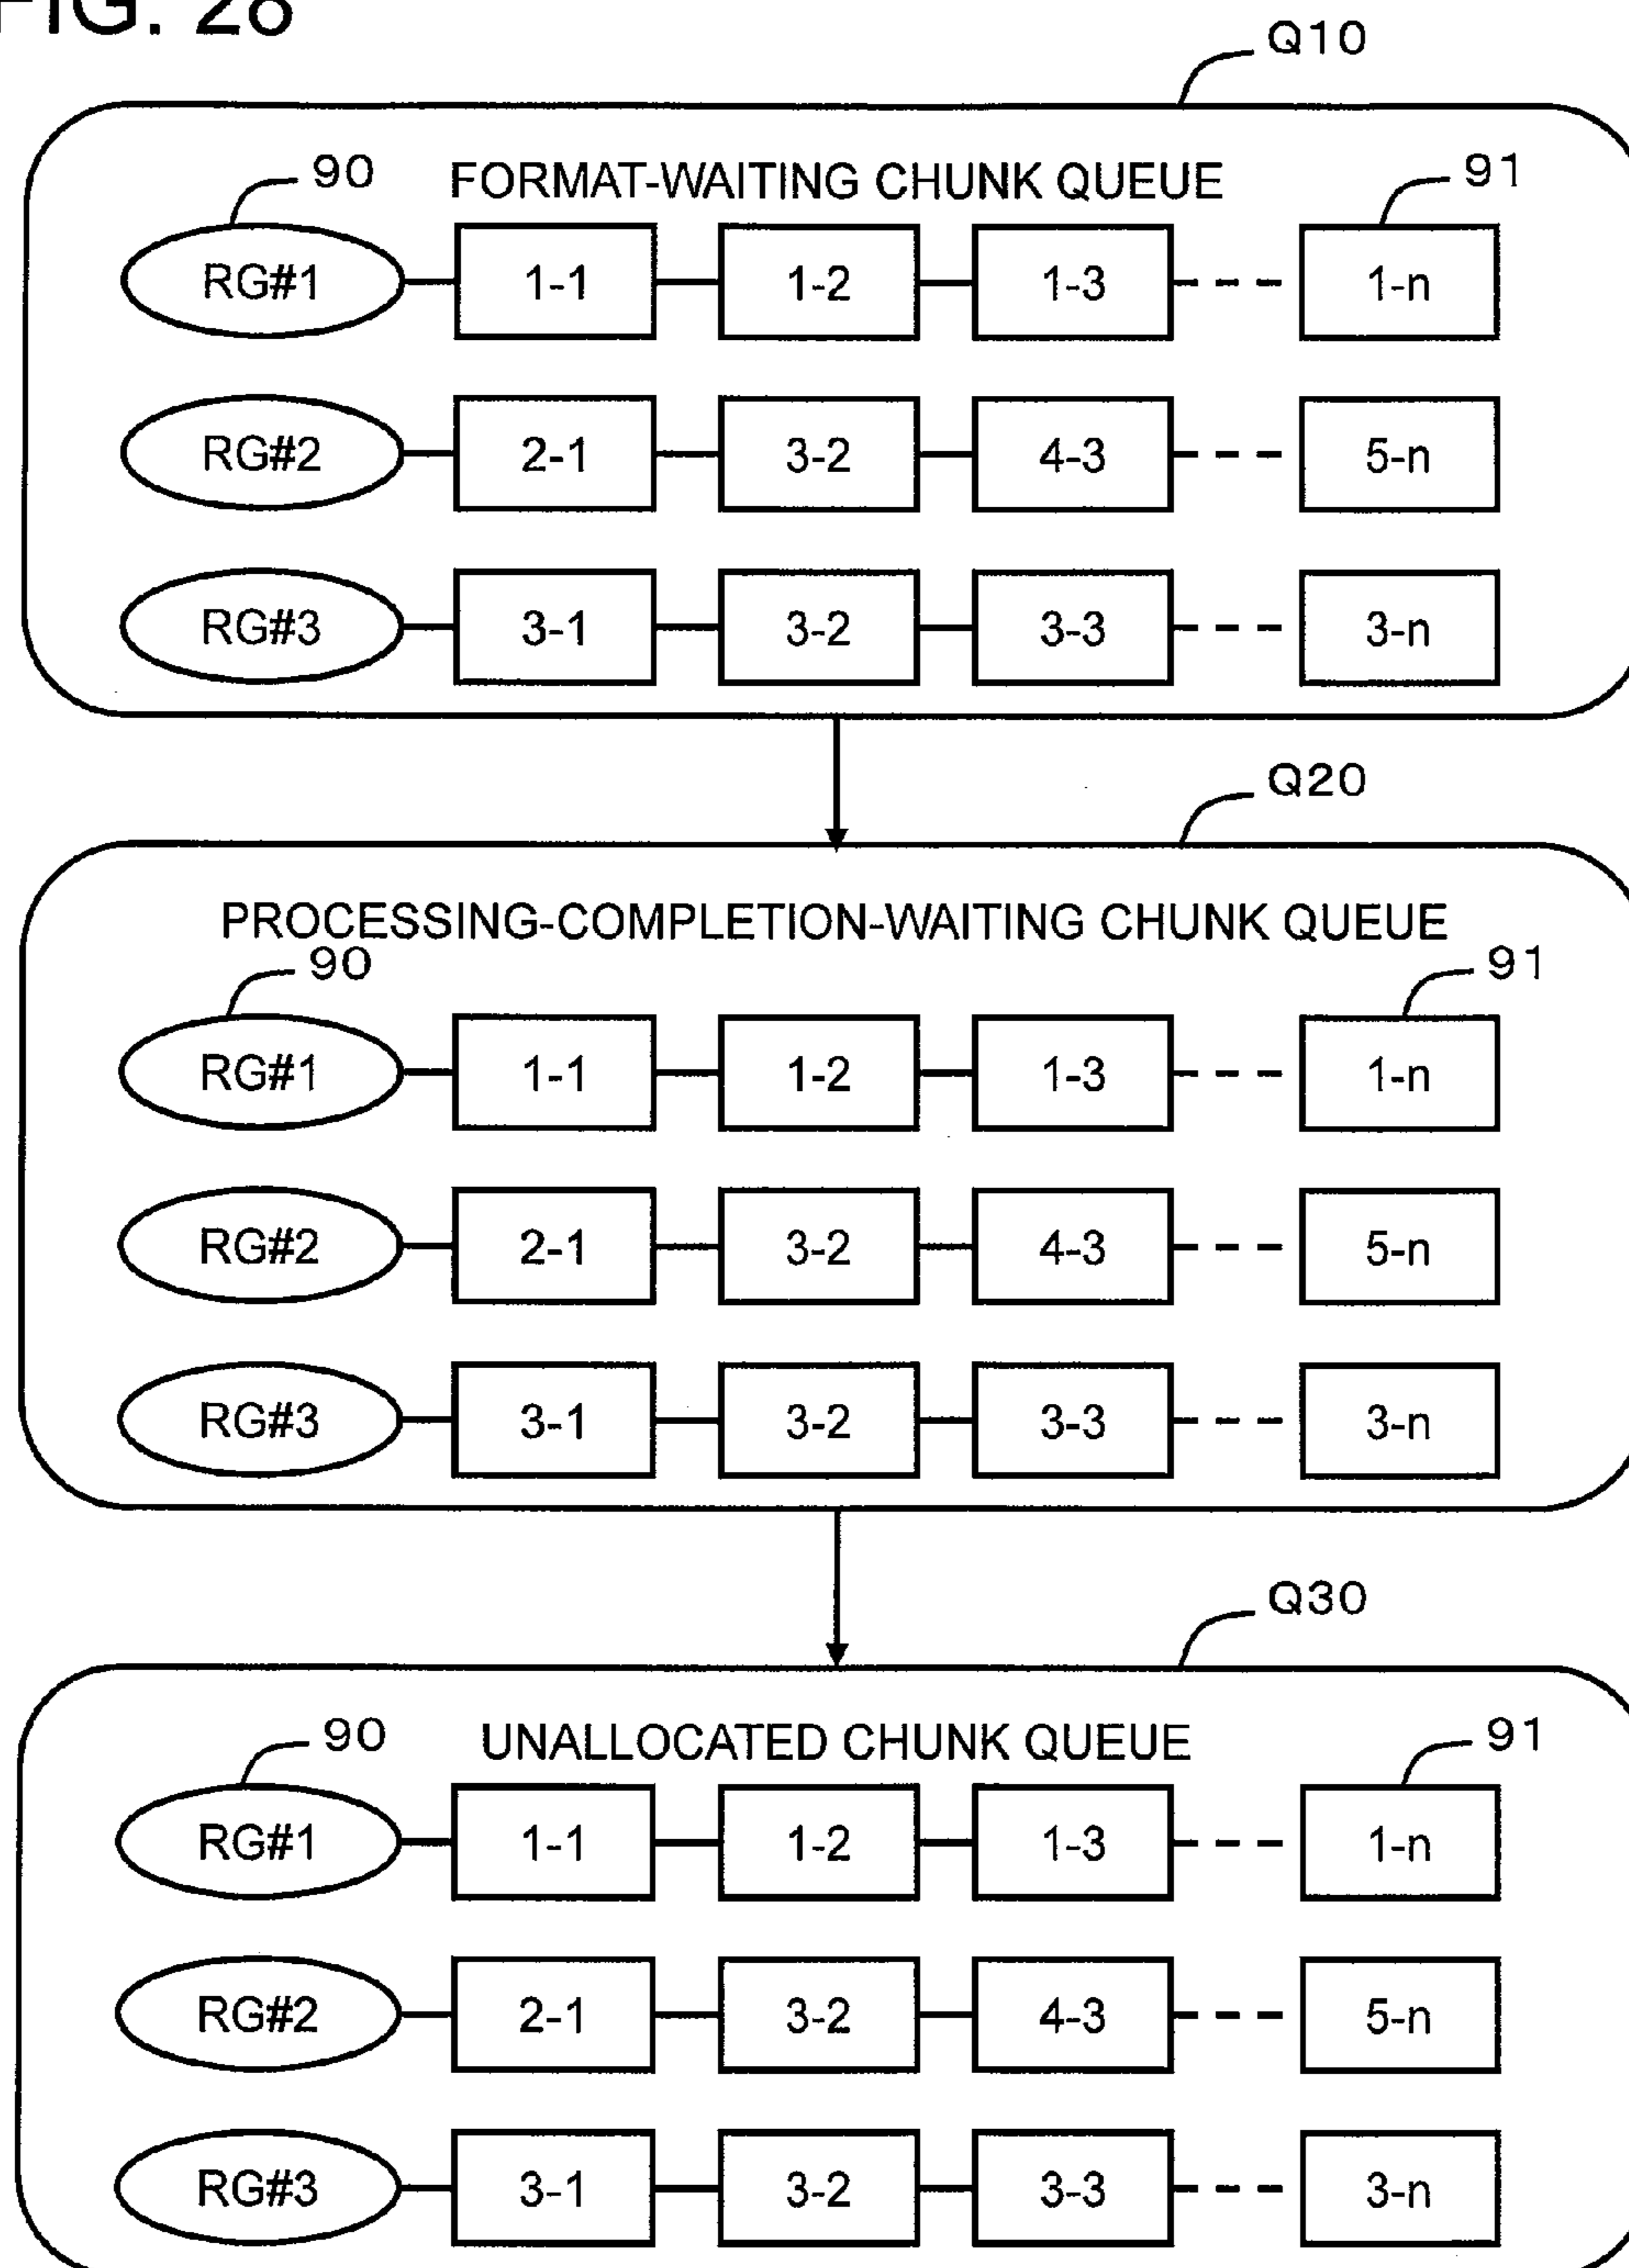 FIG. 28
Q10
90 FORMAT-WAITING CHUNK QUEUE 91
RG#1 1-1 1-2 1-3 1-n
RG#2 2-1 3-2 4-3 5-n
RG#3 3-1 3-2 3-3 3-n
Q20
PROCESSING-COMPLETION-WAITING CHUNK QUEUE
90 91
RG#1 1-1 1-2 1-3 1-n
RG#2 2-1 3-2 4-3 5-n
RG#3 3-1 3-2 3-3 3-n
Q30
90 UNALLOCATED CHUNK QUEUE 91
RG#1 1-1 1-2 1-3 1-n
RG#2 2-1 3-2 4-3 5-n
RG#3 3-1 3-2 3-3 3-n